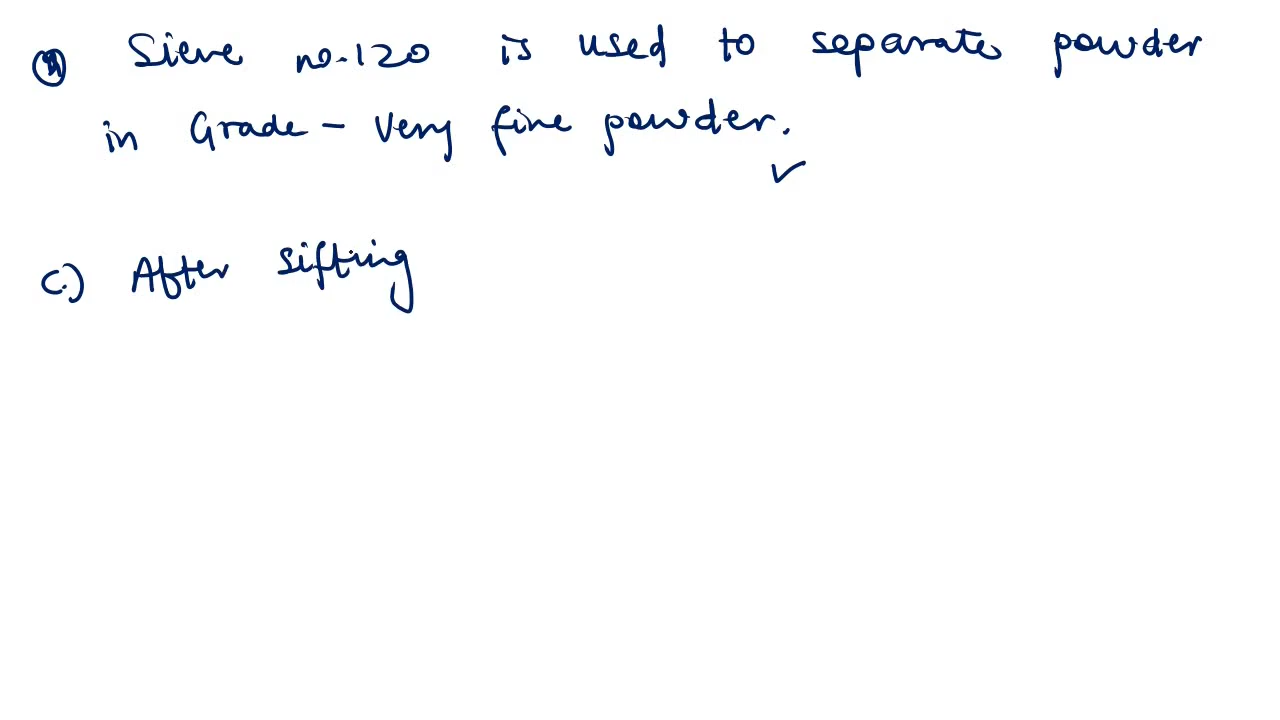 Sieve no.120 is used to separate powder
in Grade - Very fine powder.
c.) After sifting